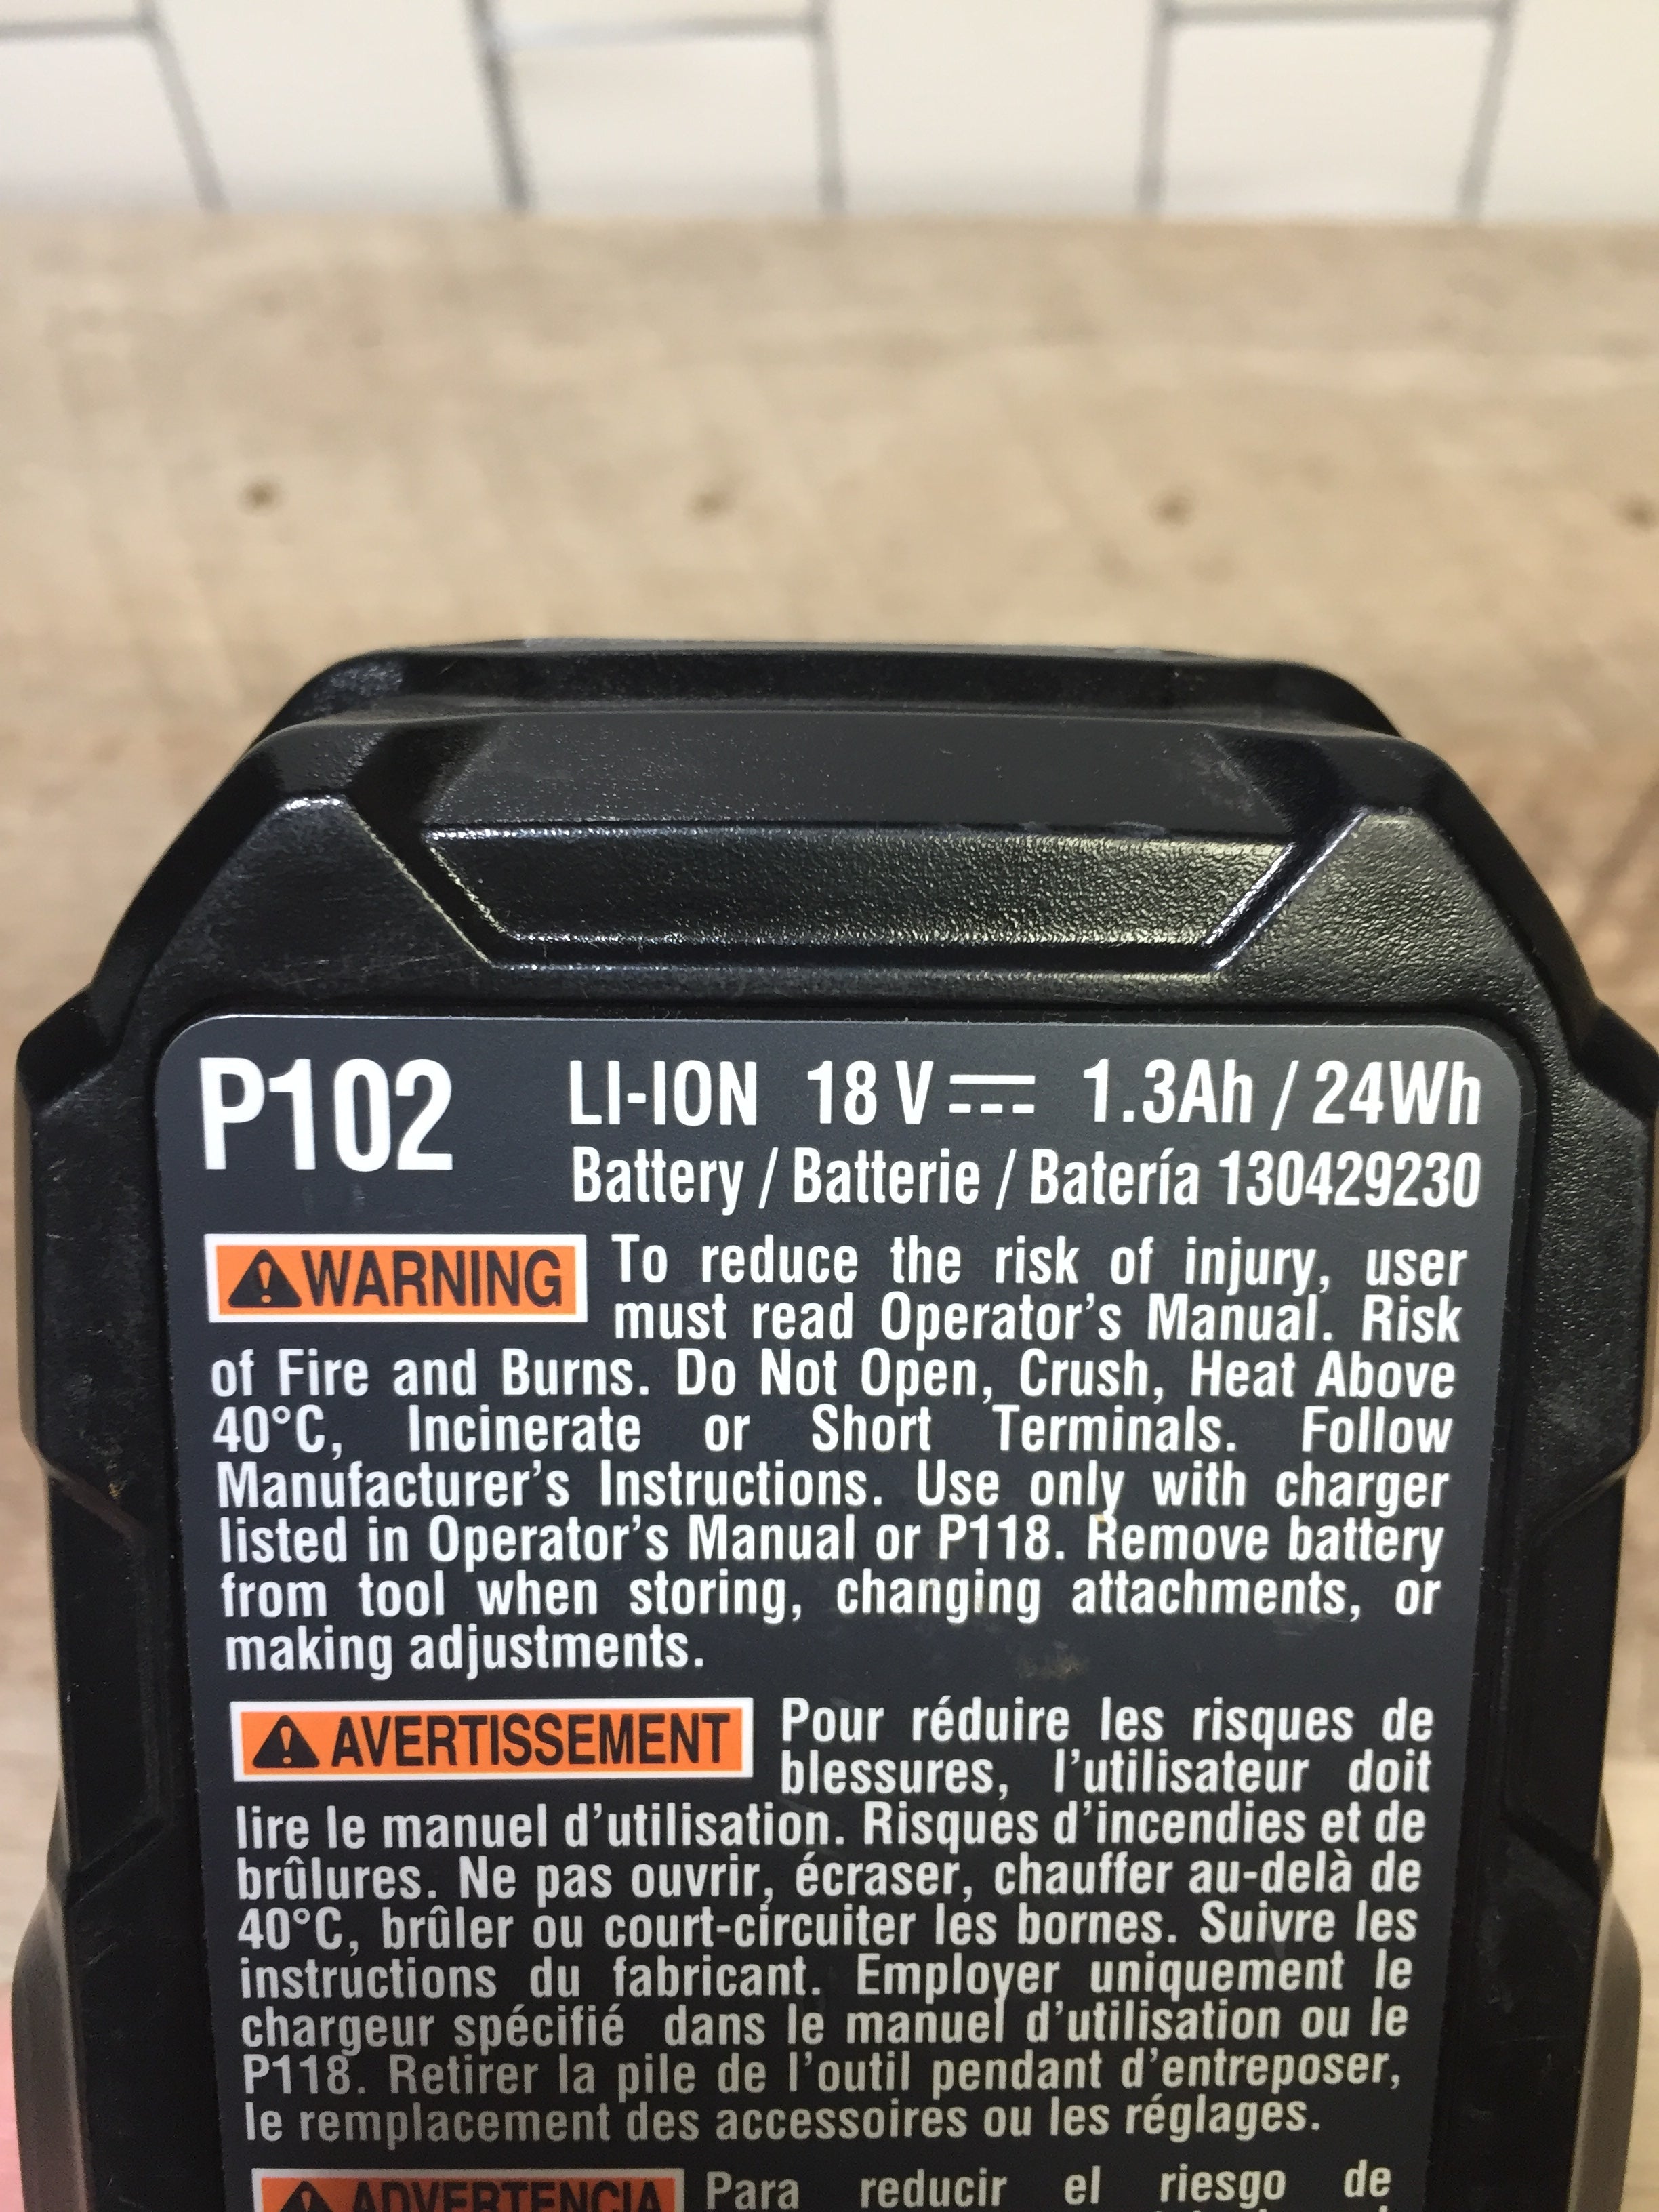 P102
LI-ION 18 V 1.3Ah / 24Wh
Battery / Batterie / Batería 130429230
WARNING To reduce the risk of injury, user
must read Operator's Manual. Risk
of Fire and Burns. Do Not Open, Crush, Heat Above
40°C, Incinerate or Short Terminals. Follow
Manufacturer's Instructions. Use only with charger
listed in Operator's Manual or P118. Remove battery
from tool when storing, changing attachments, or
making adjustments.
AVERTISSEMENT Pour réduire les risques de
blessures, l'utilisateur doit
lire le manuel d'utilisation. Risques d'incendies et de
brûlures. Ne pas ouvrir, écraser, chauffer au-delà de
40°C, brûler ou court-circuiter les bornes. Suivre les
instructions du fabricant. Employer uniquement le
chargeur spécifié dans le manuel d'utilisation ou le
P118. Retirer la pile de l'outil pendant d'entreposer,
le remplacement des accessoires ou les réglages.
ADVERTENCIA Para reducir el riesgo de